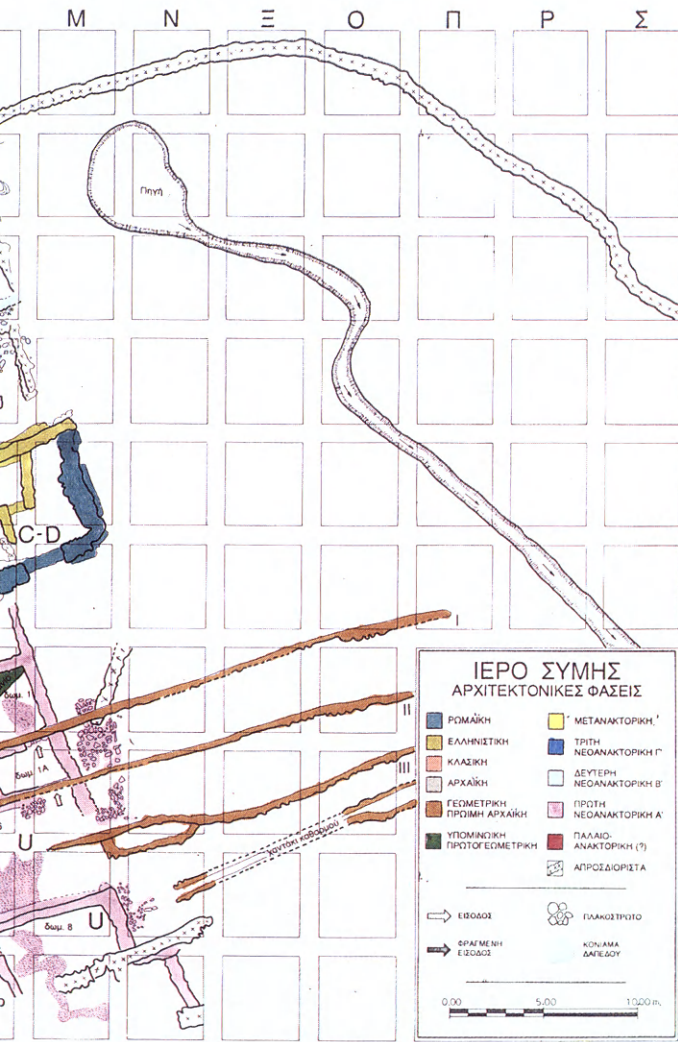 Μ Ν Ξ Ο Π Ρ Σ
Πηγή
C-D
I
δωμ. 1
II
δωμ. 1Α
III
U
χαντάκι καθαρμού
δωμ. 8
U
ΙΕΡΟ ΣΥΜΗΣ
ΑΡΧΙΤΕΚΤΟΝΙΚΕΣ ΦΑΣΕΙΣ
ΡΩΜΑΪΚΗ
ΕΛΛΗΝΙΣΤΙΚΗ
ΚΛΑΣΙΚΗ
ΑΡΧΑΪΚΗ
ΓΕΩΜΕΤΡΙΚΗ
ΠΡΩΙΜΗ ΑΡΧΑΪΚΗ
ΥΠΟΜΙΝΩΙΚΗ
ΠΡΩΤΟΓΕΩΜΕΤΡΙΚΗ
ΜΕΤΑΝΑΚΤΟΡΙΚΗ
ΤΡΙΤΗ
ΝΕΟΑΝΑΚΤΟΡΙΚΗ Γ'
ΔΕΥΤΕΡΗ
ΝΕΟΑΝΑΚΤΟΡΙΚΗ Β'
ΠΡΩΤΗ
ΝΕΟΑΝΑΚΤΟΡΙΚΗ Α'
ΠΑΛΑΙΟ-
ΑΝΑΚΤΟΡΙΚΗ (?)
ΑΠΡΟΣΔΙΟΡΙΣΤΑ
ΕΙΣΟΔΟΣ
ΦΡΑΓΜΕΝΗ
ΕΙΣΟΔΟΣ
ΠΛΑΚΟΣΤΡΩΤΟ
ΚΟΝΙΑΜΑ
ΔΑΠΕΔΟΥ
0.00 5.00 10.00 m.